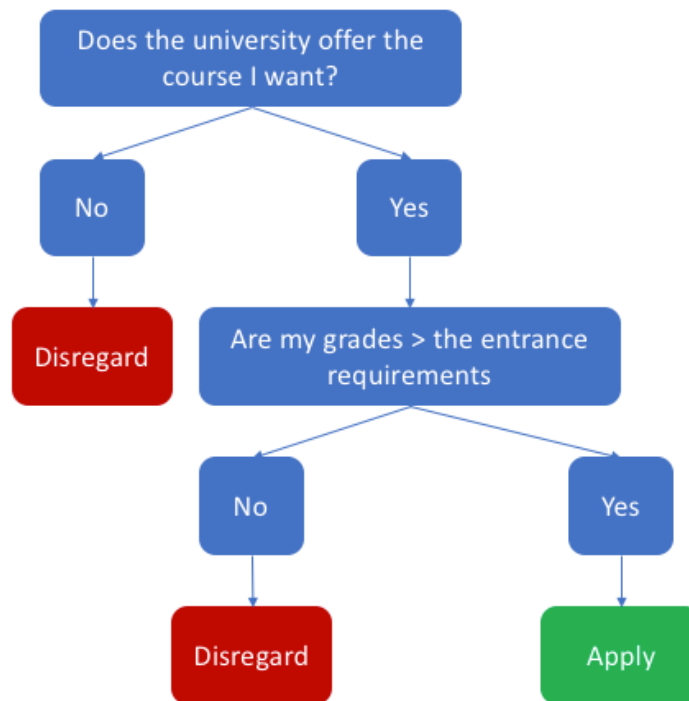 Does the university offer the
course I want?
No
Yes
Disregard
Are my grades > the entrance
requirements
No
Yes
Disregard
Apply